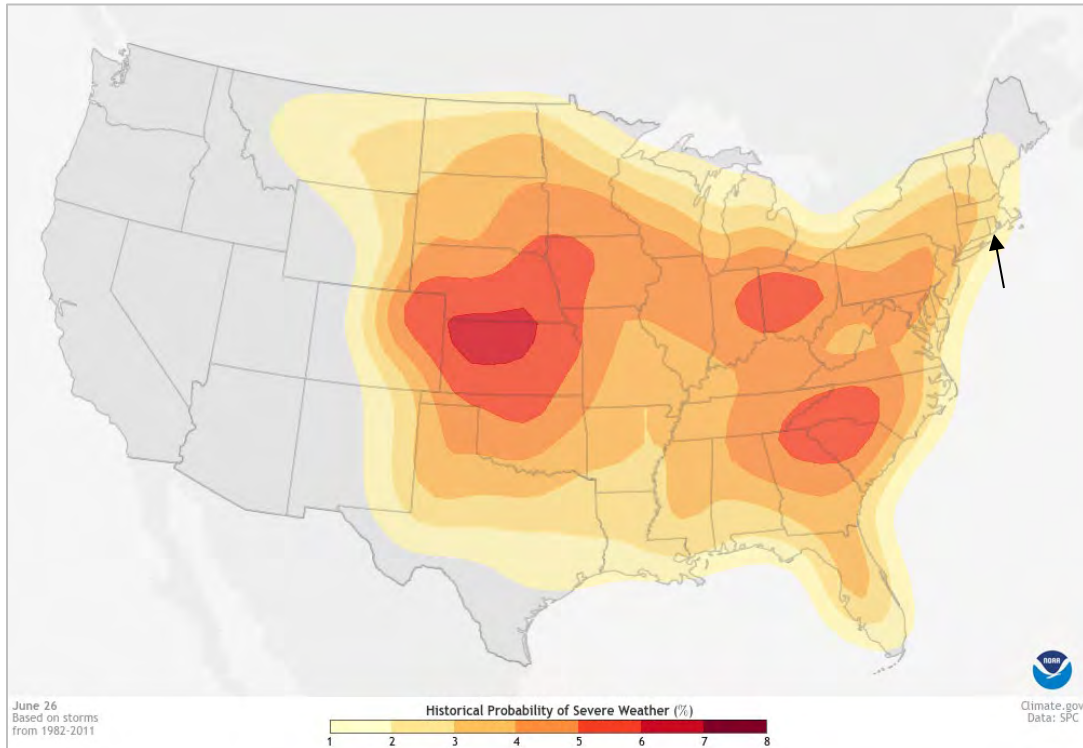 NOAA
June 26
Based on storms
from 1982-2011
Historical Probability of Severe Weather (%)
1 2 3 4 5 6 7 8
Climate.gov
Data: SPC